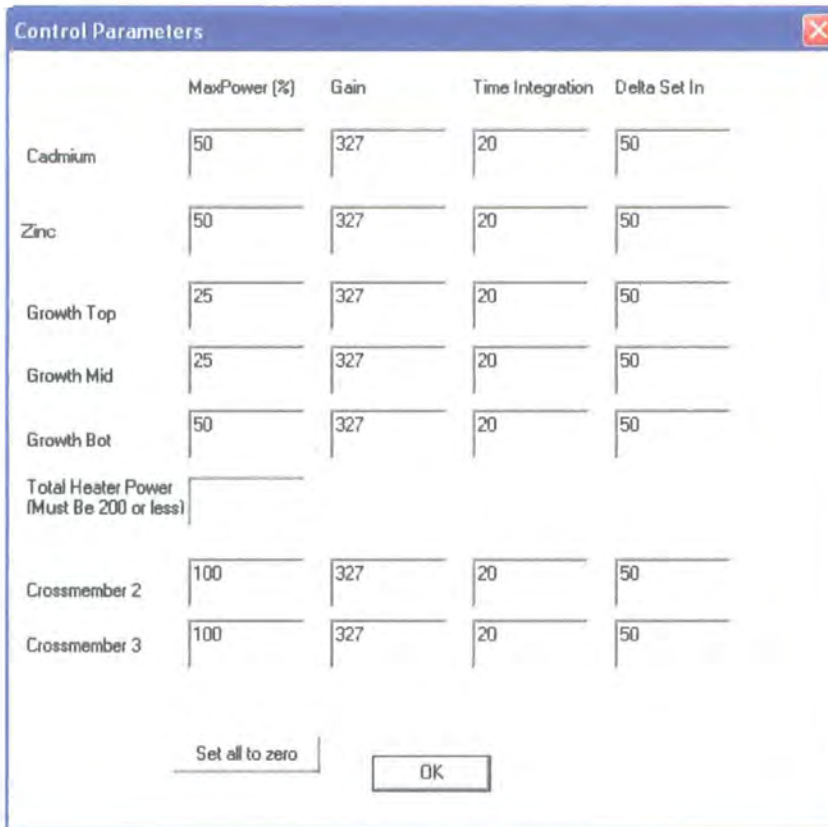 Control Parameters
MaxPower (%) Gain Time Integration Delta Set In
Cadmium 50 327 20 50
Zinc 50 327 20 50
Growth Top 25 327 20 50
Growth Mid 25 327 20 50
Growth Bot 50 327 20 50
Total Heater Power
(Must Be 200 or less)
Crossmember 2 100 327 20 50
Crossmember 3 100 327 20 50
Set all to zero OK